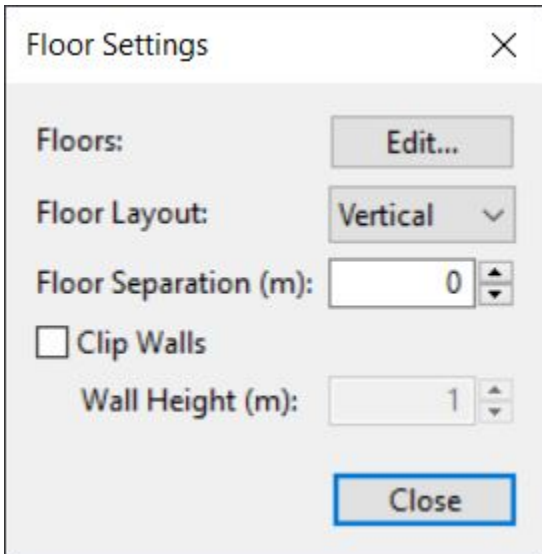 Floor Settings
Floors: Edit...
Floor Layout: Vertical
Floor Separation (m): 0
Clip Walls
Wall Height (m): 1
Close